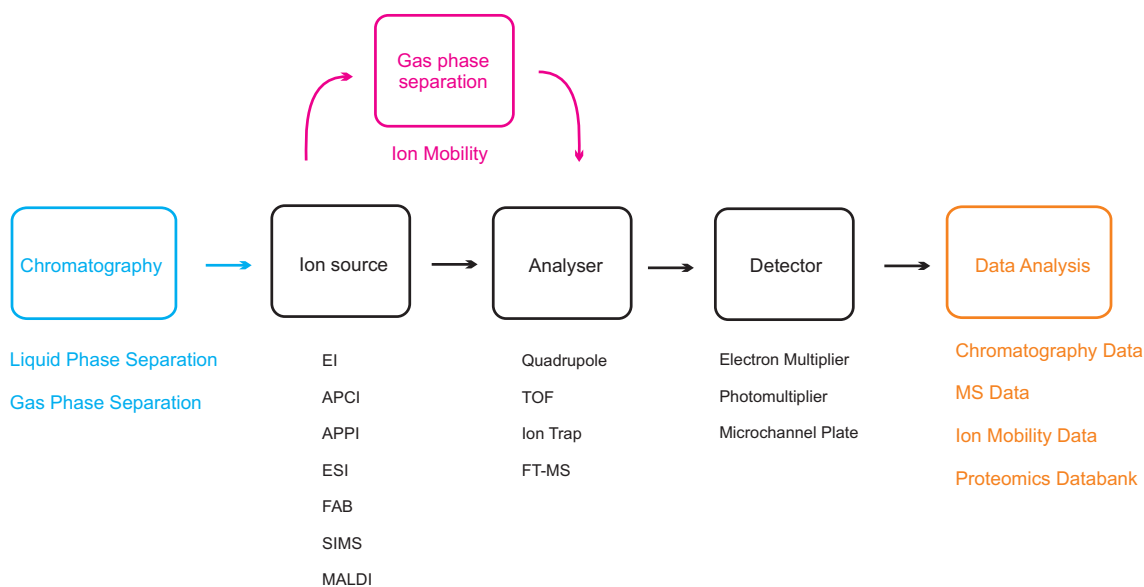 Gas phase
separation
Ion Mobility
Chromatography
Ion source
Analyser
Detector
Data Analysis
Liquid Phase Separation
Gas Phase Separation
EI
APCI
APPI
ESI
FAB
SIMS
MALDI
Quadrupole
TOF
Ion Trap
FT-MS
Electron Multiplier
Photomultiplier
Microchannel Plate
Chromatography Data
MS Data
Ion Mobility Data
Proteomics Databank